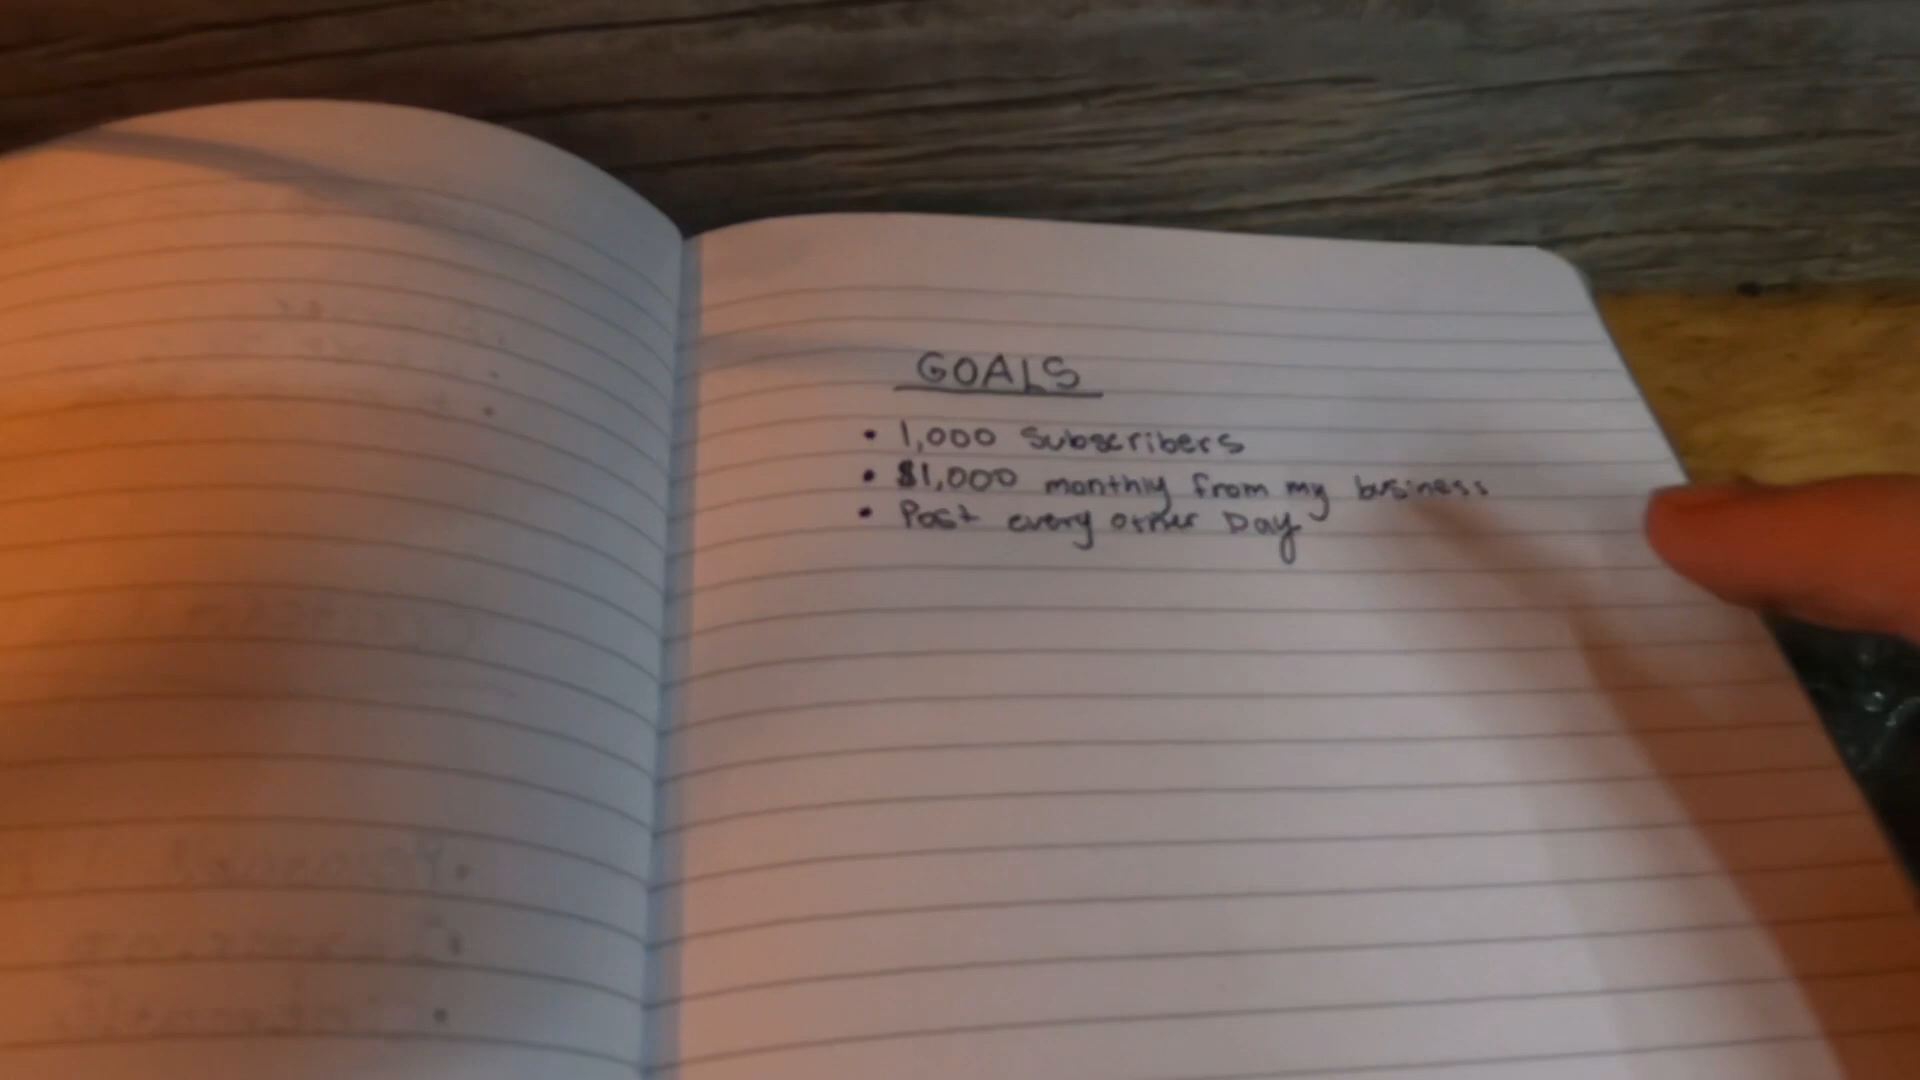 GOALS
• 1,000 Subscribers
• $1,000 monthly from my business
• Post every other Day